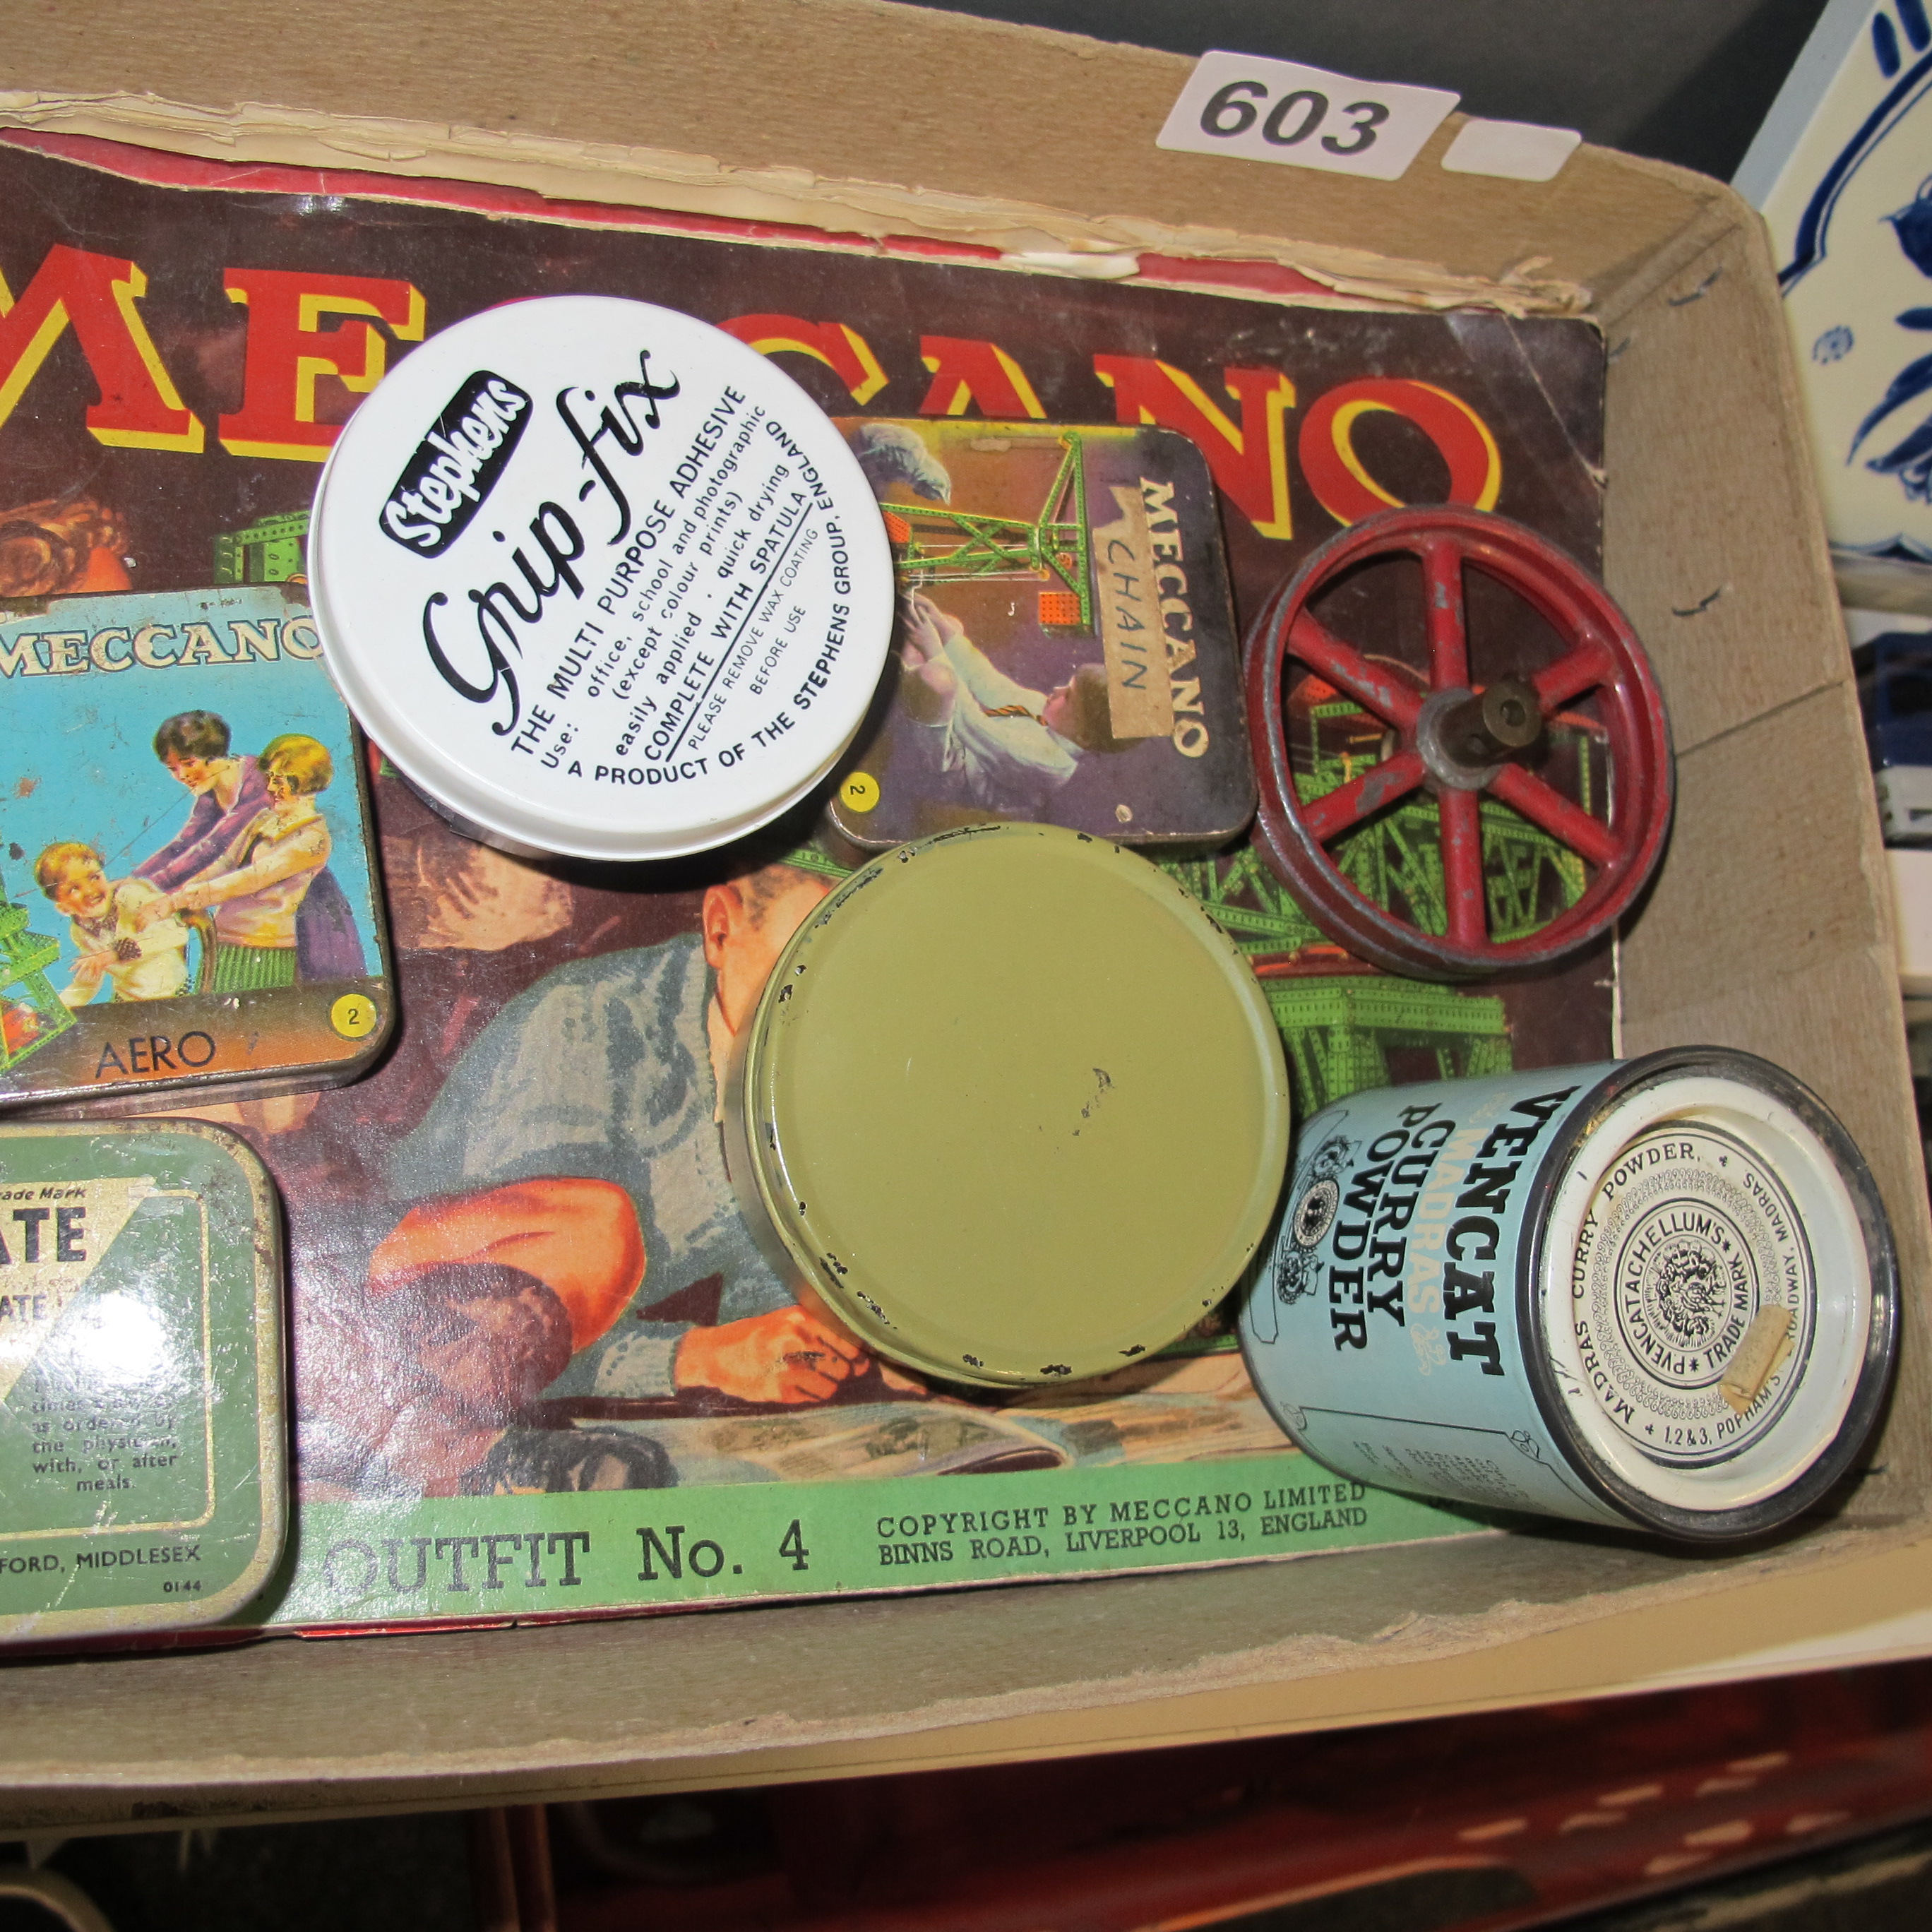 603
MECCANO
Stephens
Grip-fix
THE MULTI PURPOSE ADHESIVE
Use: office, school and photographic
(except colour prints)
easily applied · quick drying
COMPLETE WITH SPATULA
PLEASE REMOVE WAX COATING
BEFORE USE
A PRODUCT OF THE STEPHENS GROUP, ENGLAND
MECCANO
CHAIN
2
MECCANO
AERO
2
ade Mark
ATE
ATE
as ordered by
the physician,
with, or after
meals.
FORD, MIDDLESEX
0144
VENCAT
MADRAS
CURRY
POWDER
MADRAS CURRY POWDER,
PVENCATACHELLUM'S
TRADE MARK
1.2 & 3, POPHAM'S ROADWAY, MADRAS
OUTFIT No. 4
COPYRIGHT BY MECCANO LIMITED
BINNS ROAD, LIVERPOOL 13, ENGLAND